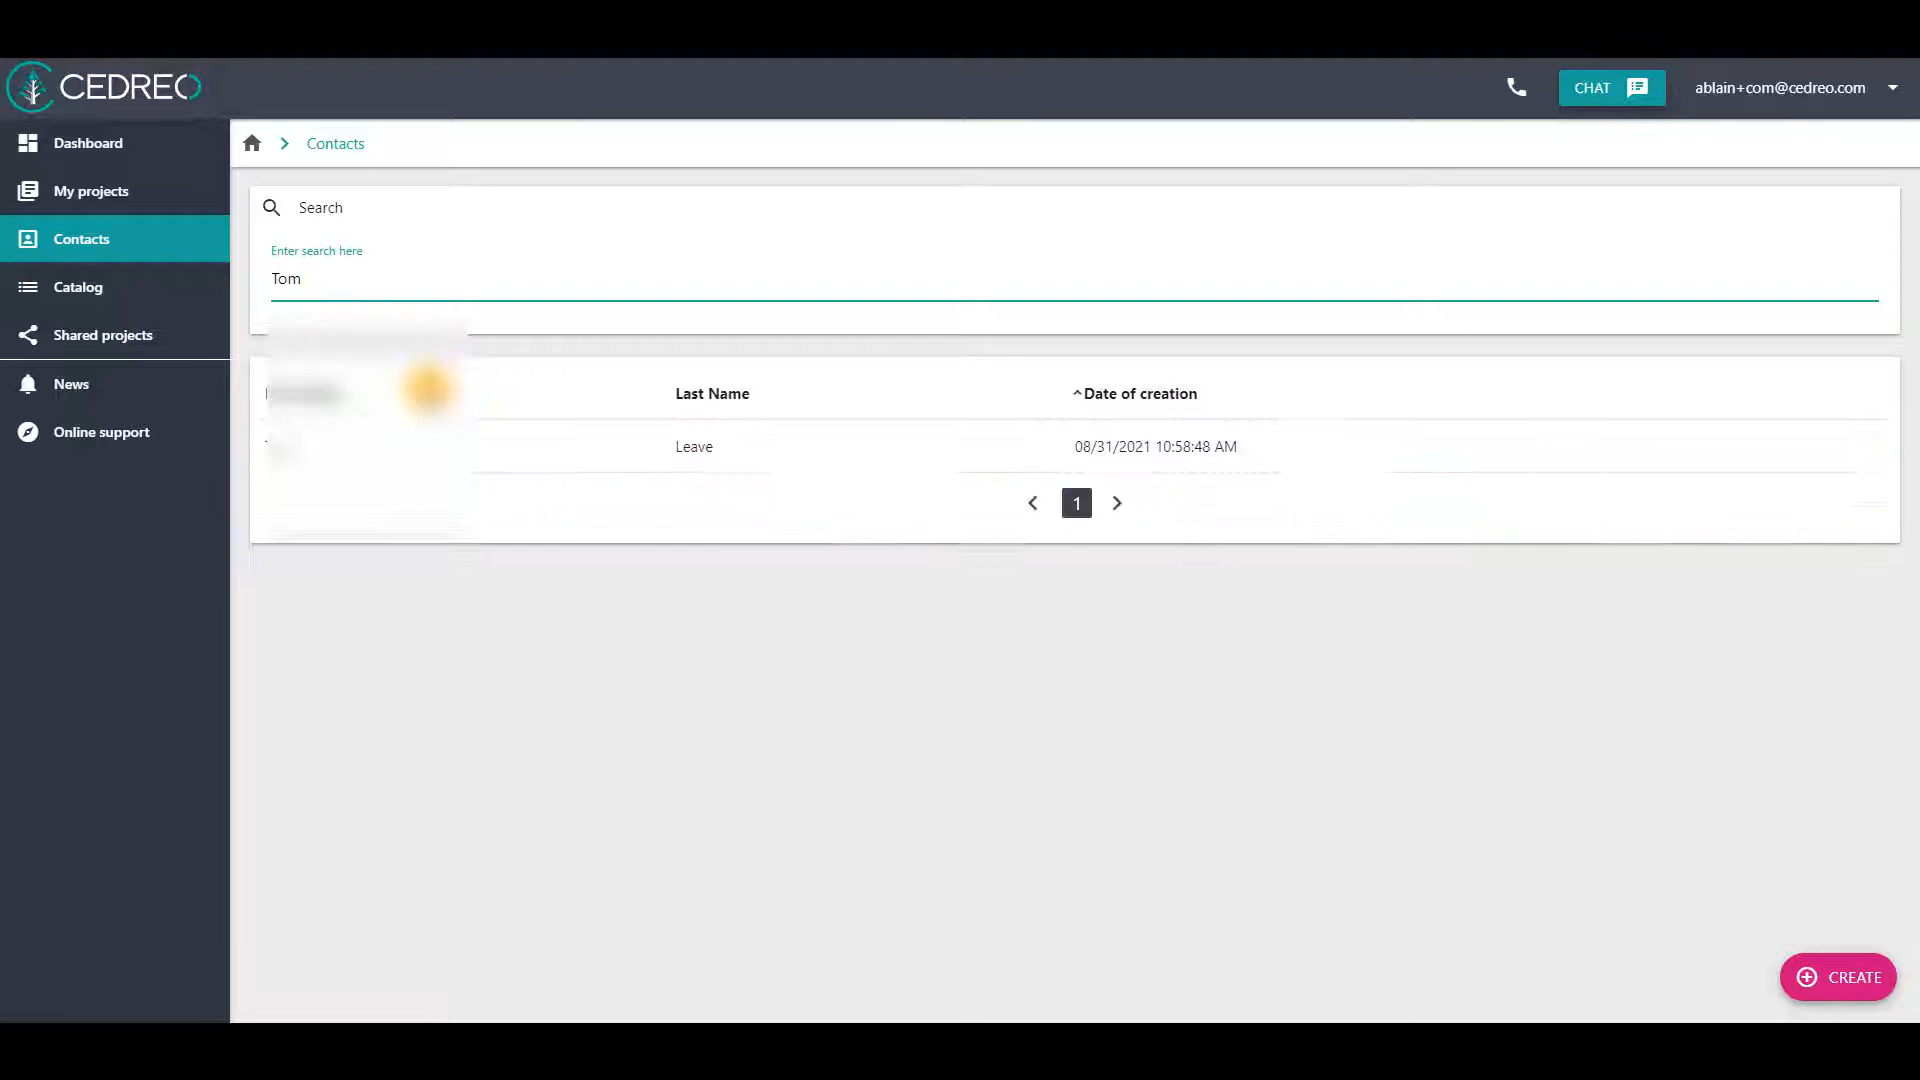 CEDREO
CHAT
ablain+com@cedreo.com
Dashboard
My projects
Contacts
Catalog
Shared projects
News
Online support
Contacts
Search
Enter search here
Tom
Last Name
Date of creation
Leave
08/31/2021 10:58:48 AM
1
CREATE